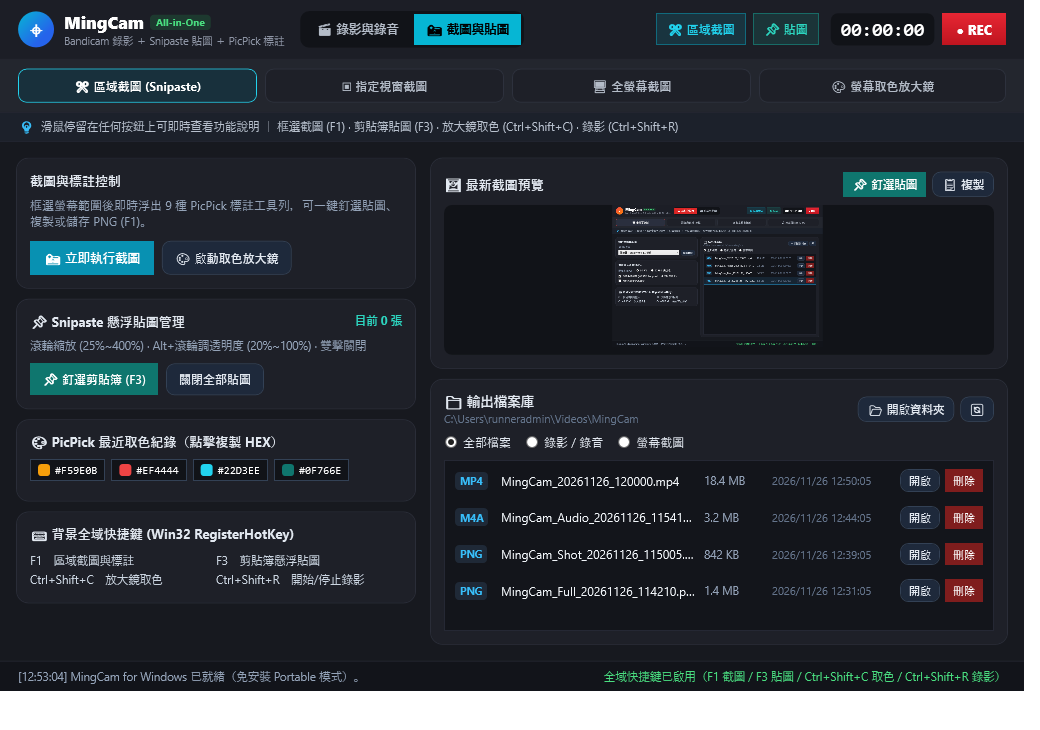 MingCam All-in-One
Bandicam 錄影 + Snipaste 貼圖 + PicPick 標註
錄影與錄音
截圖與貼圖
區域截圖
貼圖
00:00:00
● REC
區域截圖 (Snipaste)
指定視窗截圖
全螢幕截圖
螢幕取色放大鏡
滑鼠停留在任何按鈕上可即時查看功能說明 | 框選截圖 (F1) · 剪貼簿貼圖 (F3) · 放大鏡取色 (Ctrl+Shift+C) · 錄影 (Ctrl+Shift+R)
截圖與標註控制
框選螢幕範圍後即時浮出 9 種 PicPick 標註工具列，可一鍵釘選貼圖、
複製或儲存 PNG (F1)。
立即執行截圖
啟動取色放大鏡
Snipaste 懸浮貼圖管理
目前 0 張
滾輪縮放 (25%~400%) · Alt+滾輪調透明度 (20%~100%) · 雙擊關閉
釘選剪貼簿 (F3)
關閉全部貼圖
PicPick 最近取色紀錄（點擊複製 HEX）
#F59E0B
#EF4444
#22D3EE
#0F766E
背景全域快捷鍵 (Win32 RegisterHotKey)
F1 區域截圖與標註
F3 剪貼簿懸浮貼圖
Ctrl+Shift+C 放大鏡取色
Ctrl+Shift+R 開始/停止錄影
最新截圖預覽
釘選貼圖
複製
輸出檔案庫
C:\Users\runneradmin\Videos\MingCam
開啟資料夾
全部檔案
錄影 / 錄音
螢幕截圖
MP4 MingCam_20261126_120000.mp4 18.4 MB 2026/11/26 12:50:05 開啟 刪除
M4A MingCam_Audio_20261126_11541... 3.2 MB 2026/11/26 12:44:05 開啟 刪除
PNG MingCam_Shot_20261126_115005.... 842 KB 2026/11/26 12:39:05 開啟 刪除
PNG MingCam_Full_20261126_114210.p... 1.4 MB 2026/11/26 12:31:05 開啟 刪除
[12:53:04] MingCam for Windows 已就緒（免安裝 Portable 模式）。
全域快捷鍵已啟用（F1 截圖 / F3 貼圖 / Ctrl+Shift+C 取色 / Ctrl+Shift+R 錄影）